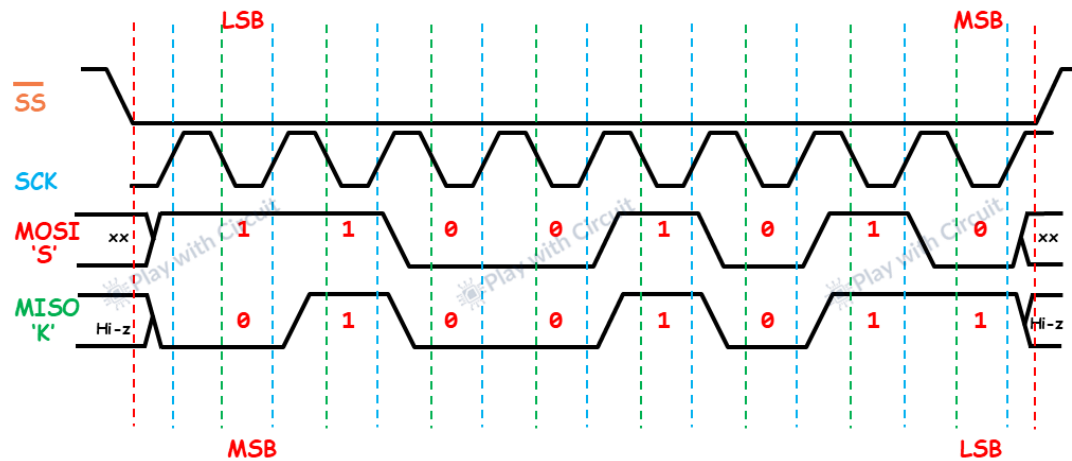 LSB MSB
SS
SCK
MOSI 'S' xx 1 1 0 0 1 0 1 0 xx
MISO 'K' Hi-z 0 1 0 0 1 0 1 1 Hi-z
Play with Circuit Play with Circuit Play with Circuit
MSB LSB